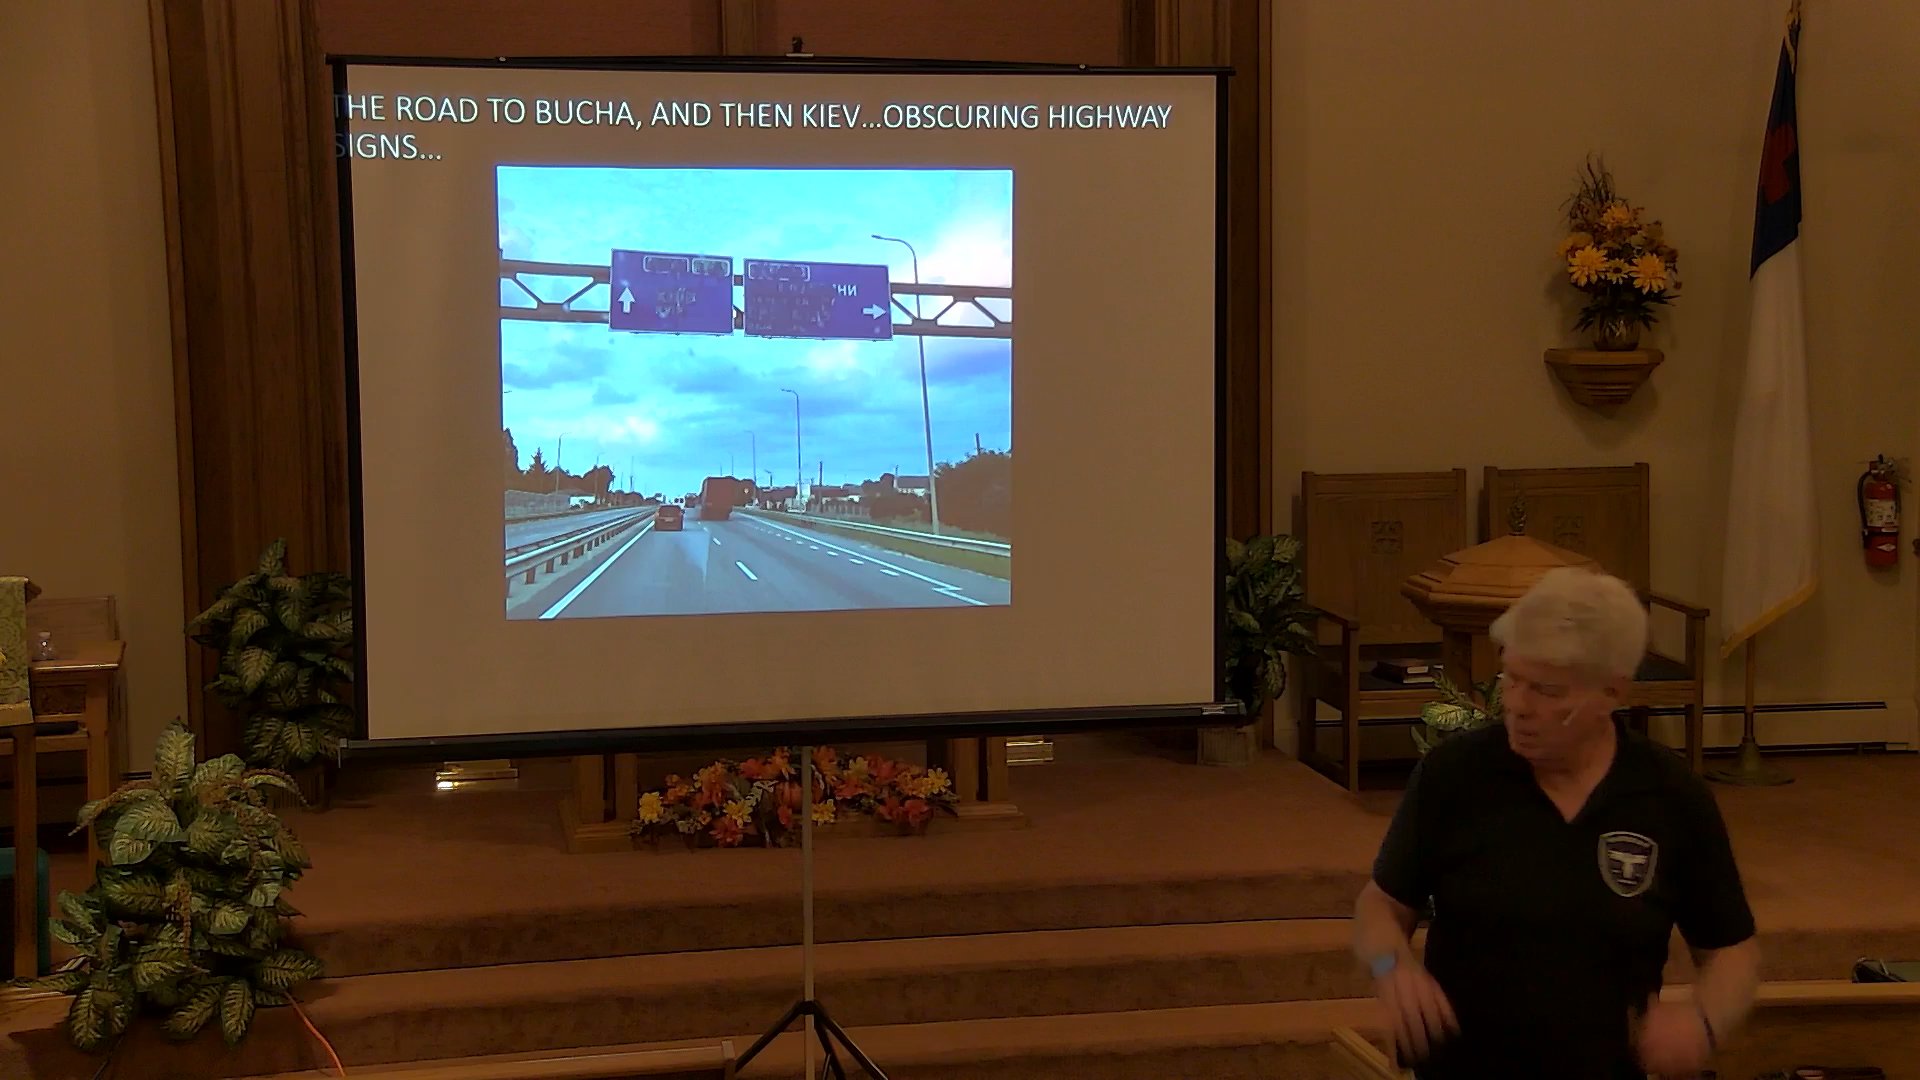 THE ROAD TO BUCHA, AND THEN KIEV...OBSCURING HIGHWAY
SIGNS...